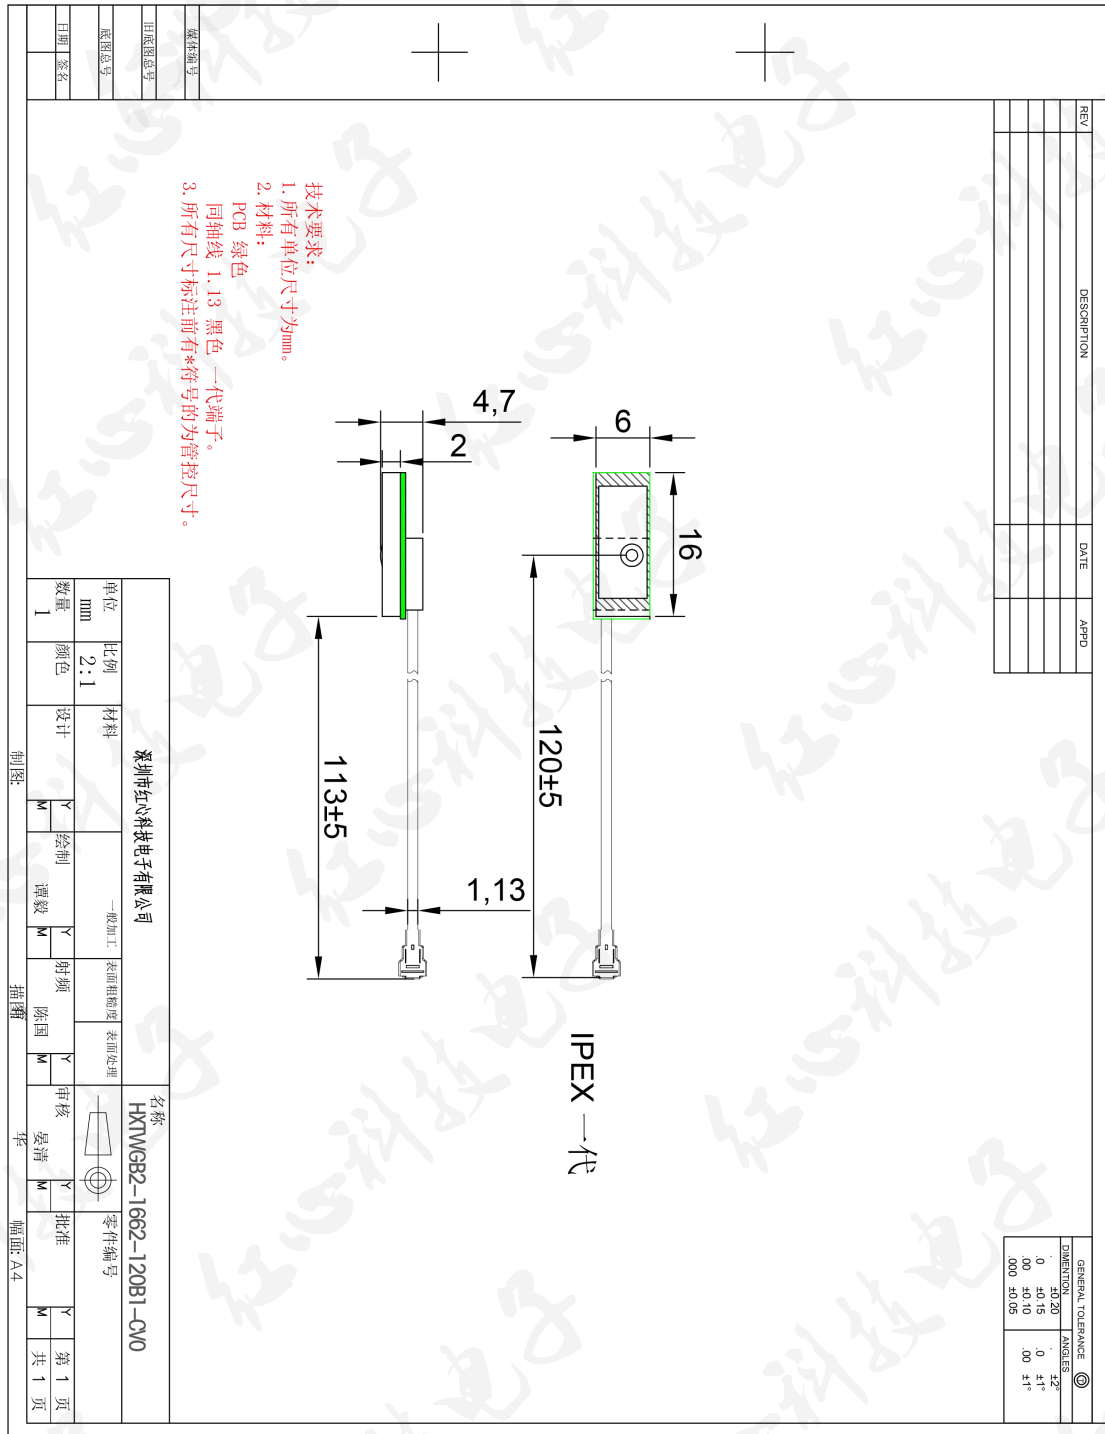 REV
DESCRIPTION
DATE
APPD
媒体编号
旧底图总号
底图总号
日期
签名
技术要求:
1. 所有单位尺寸为mm。
2. 材料:
PCB 绿色
同轴线 1.13 黑色 一代端子。
3. 所有尺寸标注前有*符号的为管控尺寸。
6
16
120±5
IPEX 一代
4,7
2
113±5
1,13
GENERAL TOLERANCE
DIMENTION
ANGLES
. ±0.20
. ±2°
.0 ±0.15
.0 ±1°
.00 ±0.10
.00 ±1°
.000 ±0.05
深圳市红心科技电子有限公司
名称
HXTWGB2-1662-120B1-CV0
单位
mm
比例
2:1
材料
一般加工
表面粗糙度
表面处理
零件编号
数量
1
颜色
设计
Y
M
绘制
谭毅
Y
M
射频
陈国
Y
M
审核
晏清
Y
M
批准
Y
M
第 1 页
共 1 页
制图:
华
幅面: A4
红心科技电子